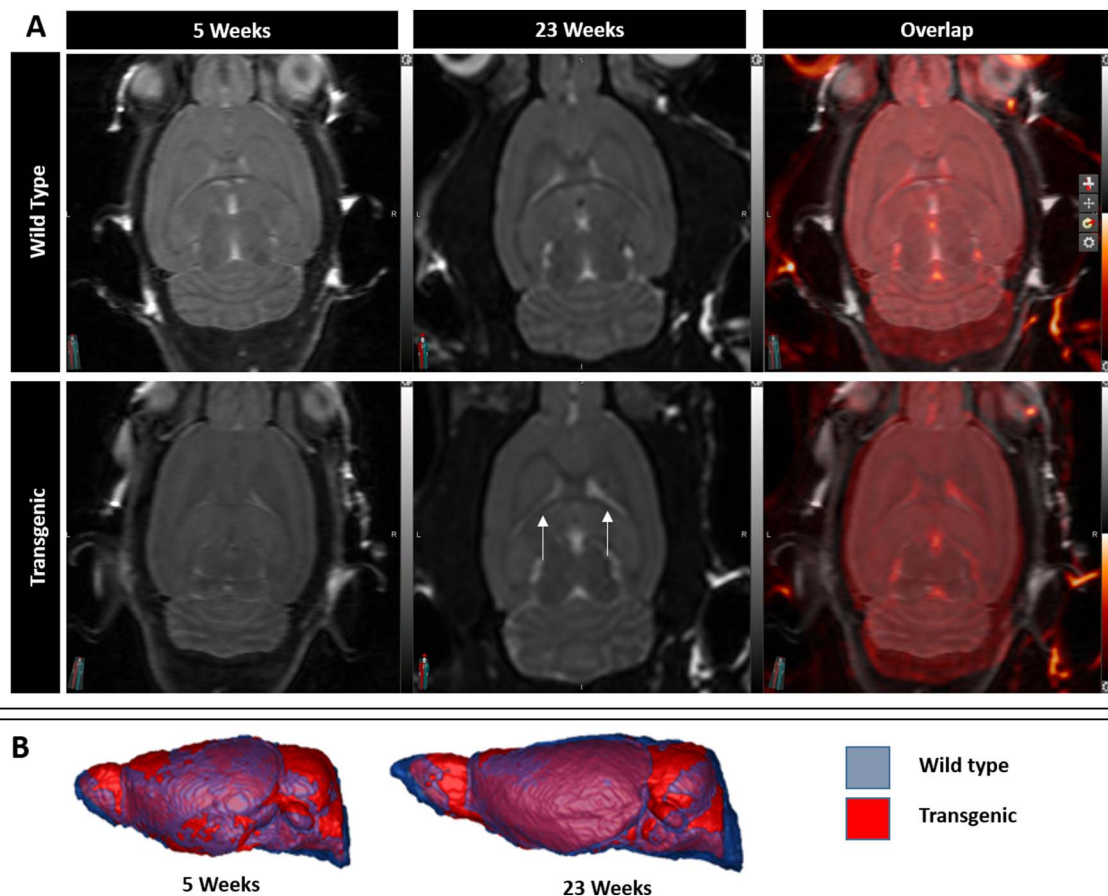 A
5 Weeks
23 Weeks
Overlap
Wild Type
L
R
S
L
R
I
L
R
Transgenic
L
R
L
R
I
L
R
B
Wild type
Transgenic
5 Weeks
23 Weeks